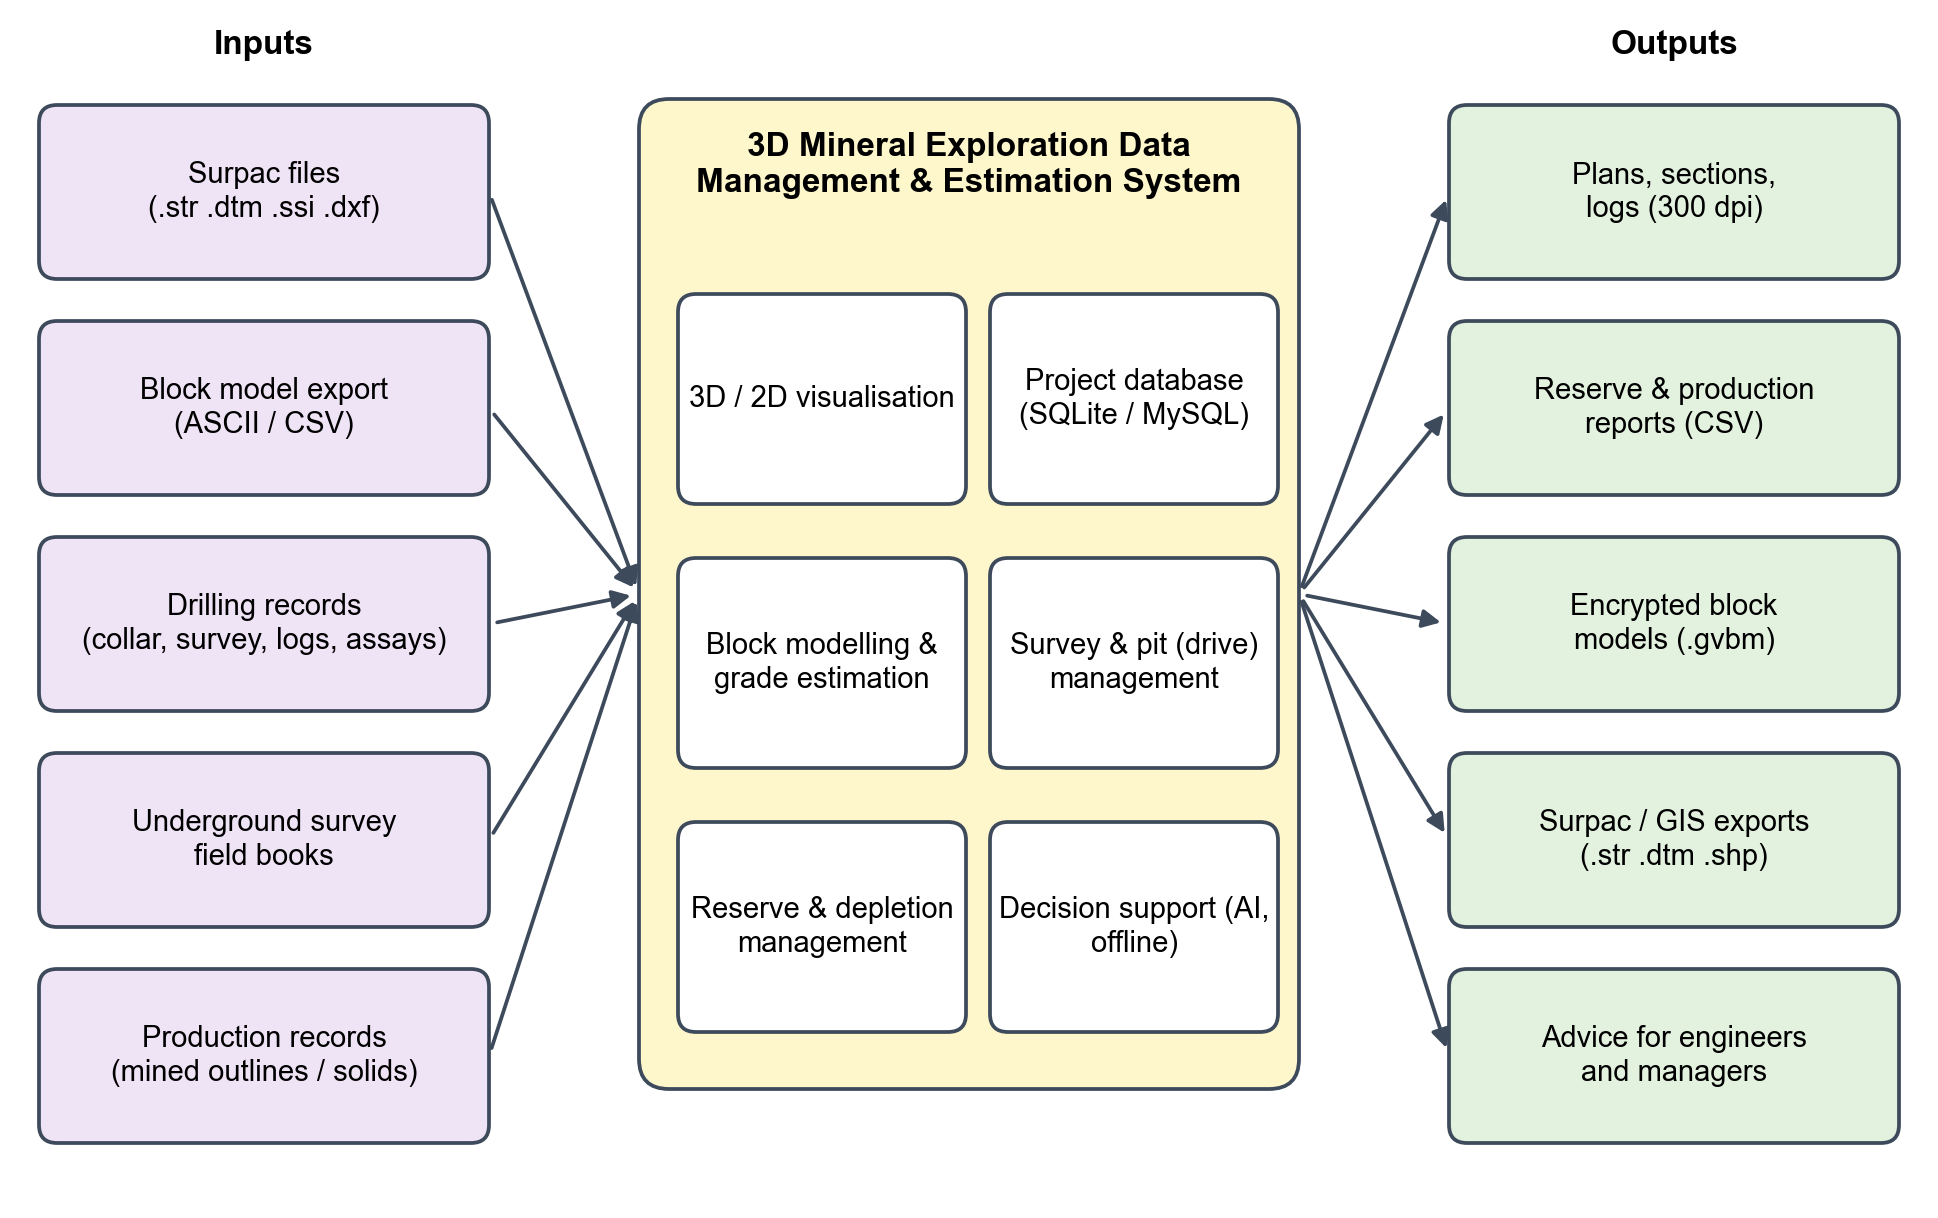 Inputs
Surpac files
(.str .dtm .ssi .dxf)
Block model export
(ASCII / CSV)
Drilling records
(collar, survey, logs, assays)
Underground survey
field books
Production records
(mined outlines / solids)
3D Mineral Exploration Data
Management & Estimation System
3D / 2D visualisation
Project database
(SQLite / MySQL)
Block modelling &
grade estimation
Survey & pit (drive)
management
Reserve & depletion
management
Decision support (AI,
offline)
Outputs
Plans, sections,
logs (300 dpi)
Reserve & production
reports (CSV)
Encrypted block
models (.gvbm)
Surpac / GIS exports
(.str .dtm .shp)
Advice for engineers
and managers